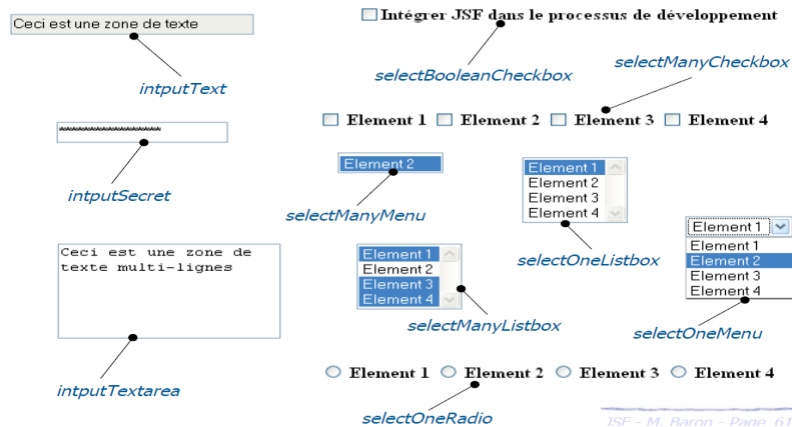 Ceci est une zone de texte
intputText
Intégrer JSF dans le processus de développement
selectBooleanCheckbox
selectManyCheckbox
Element 1 Element 2 Element 3 Element 4
********************
intputSecret
Element 2
selectManyMenu
Element 1
Element 2
Element 3
Element 4
selectOneListbox
Element 1
Element 1
Element 2
Element 3
Element 4
selectOneMenu
Ceci est une zone de
texte multi-lignes
intputTextarea
Element 1
Element 2
Element 3
Element 4
selectManyListbox
Element 1 Element 2 Element 3 Element 4
selectOneRadio
JSF - M. Baron - Page 61